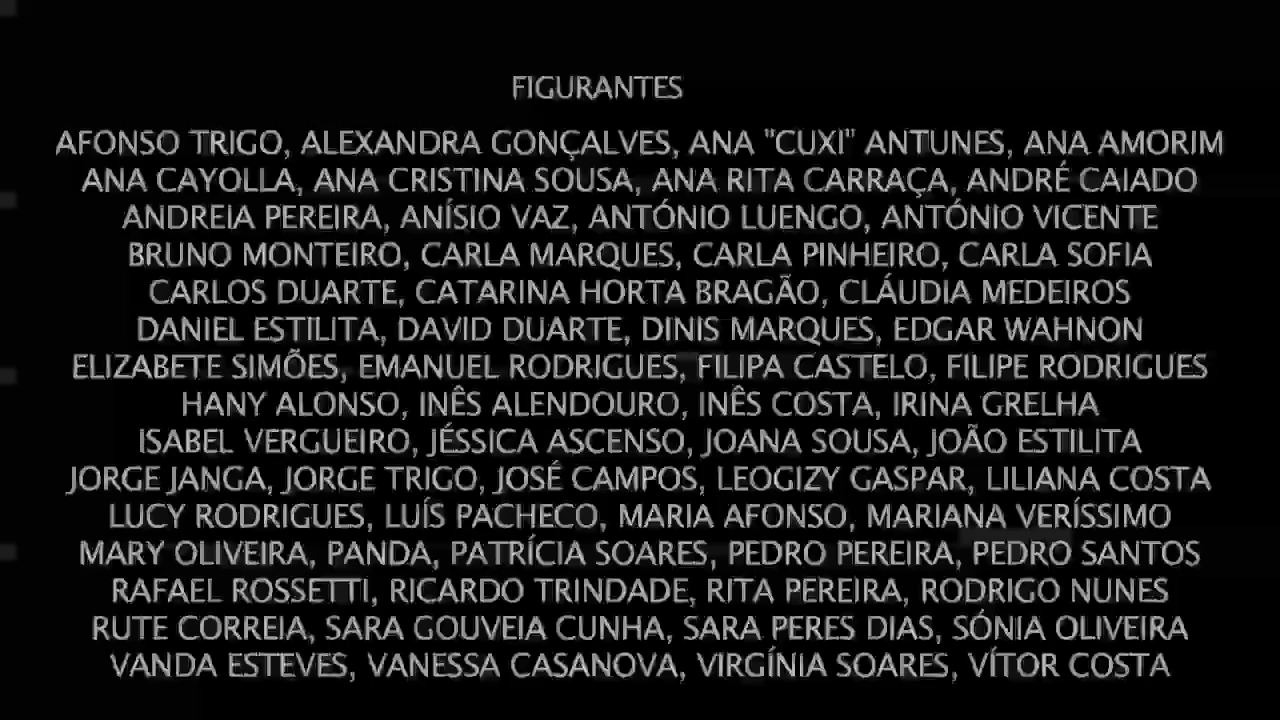 FIGURANTES
AFONSO TRIGO, ALEXANDRA GONÇALVES, ANA "CUXI" ANTUNES, ANA AMORIM
ANA CAYOLLA, ANA CRISTINA SOUSA, ANA RITA CARRAÇA, ANDRÉ CAIADO
ANDREIA PEREIRA, ANÍSIO VAZ, ANTÓNIO LUENGO, ANTÓNIO VICENTE
BRUNO MONTEIRO, CARLA MARQUES, CARLA PINHEIRO, CARLA SOFIA
CARLOS DUARTE, CATARINA HORTA BRAGÃO, CLÁUDIA MEDEIROS
DANIEL ESTILITA, DAVID DUARTE, DINIS MARQUES, EDGAR WAHNON
ELIZABETE SIMÕES, EMANUEL RODRIGUES, FILIPA CASTELO, FILIPE RODRIGUES
HANY ALONSO, INÊS ALENDOURO, INÊS COSTA, IRINA GRELHA
ISABEL VERGUEIRO, JÉSSICA ASCENSO, JOANA SOUSA, JOÃO ESTILITA
JORGE JANGA, JORGE TRIGO, JOSÉ CAMPOS, LEOGIZY GASPAR, LILIANA COSTA
LUCY RODRIGUES, LUÍS PACHECO, MARIA AFONSO, MARIANA VERÍSSIMO
MARY OLIVEIRA, PANDA, PATRÍCIA SOARES, PEDRO PEREIRA, PEDRO SANTOS
RAFAEL ROSSETTI, RICARDO TRINDADE, RITA PEREIRA, RODRIGO NUNES
RUTE CORREIA, SARA GOUVEIA CUNHA, SARA PERES DIAS, SÓNIA OLIVEIRA
VANDA ESTEVES, VANESSA CASANOVA, VIRGÍNIA SOARES, VÍTOR COSTA